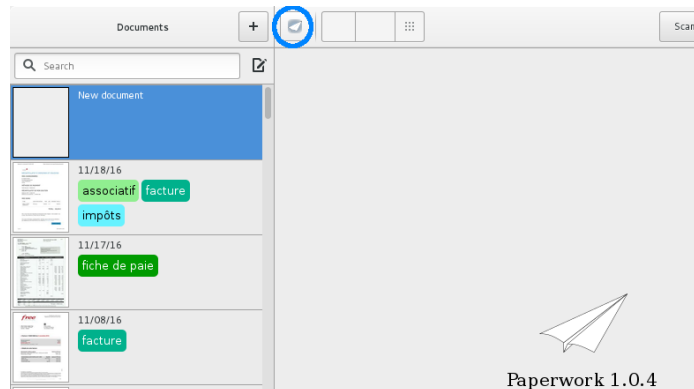 Documents
+
Scan
Search
New document
11/18/16
associatif facture
impôts
11/17/16
fiche de paie
11/08/16
free
facture
Paperwork 1.0.4